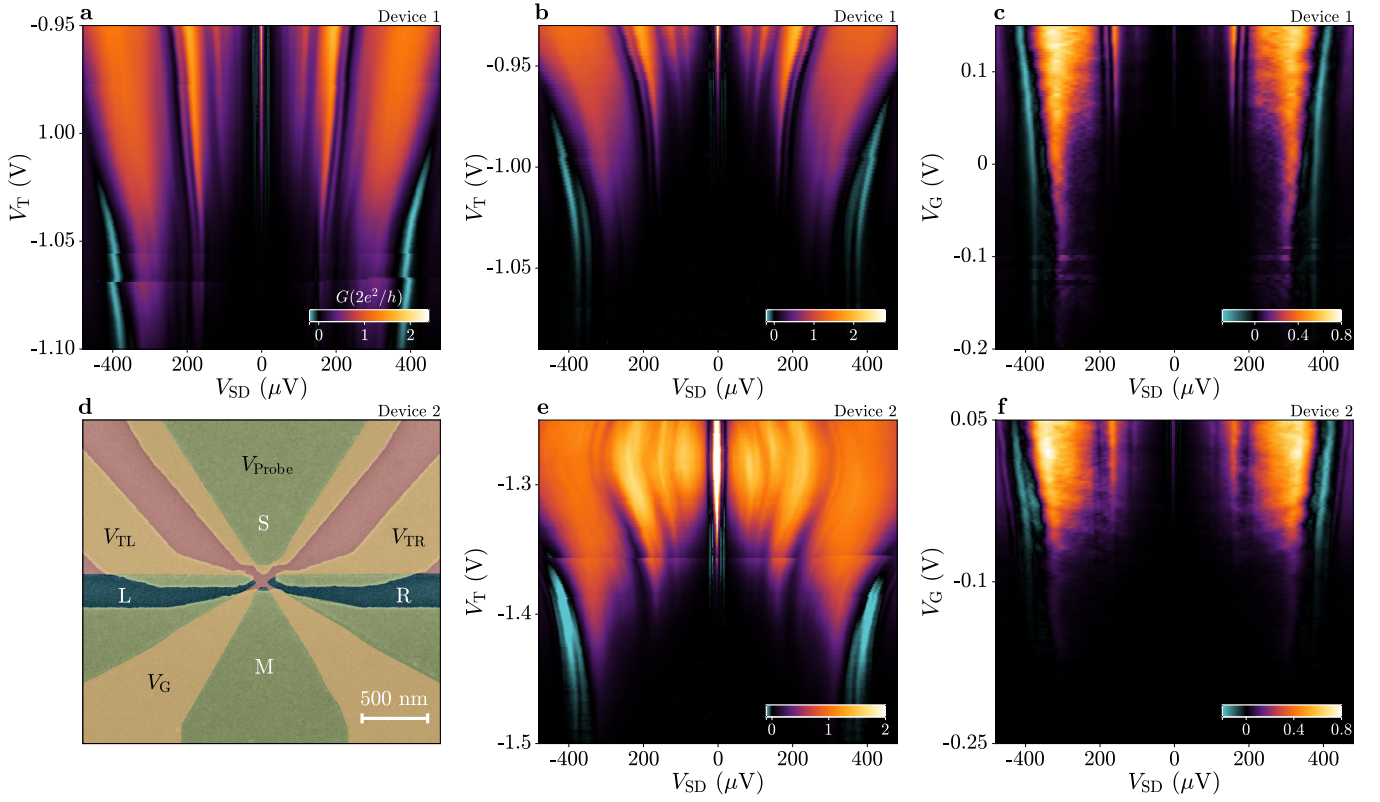 a Device 1
-0.95
1.00
-1.05
-1.10
V_T (V)
G(2e²/h)
0 1 2
-400 200 0 200 400
V_SD (μV)
b Device 1
-0.95
-1.00
-1.05
V_T (V)
0 2
-400 200 0 200 400
V_SD (μV)
c Device 1
0.1
0
-0.1
-0.2
V_G (V)
0 0.4 0.8
-400 200 0 200 400
V_SD (μV)
d Device 2
V_Probe
S
V_TL V_TR
L R
M
V_G
500 nm
e Device 2
-1.3
-1.4
-1.5
V_T (V)
0 1 2
-400 200 0 200 400
V_SD (μV)
f Device 2
0.05
-0.1
-0.25
V_G (V)
0 0.4 0.8
-400 200 0 200 400
V_SD (μV)